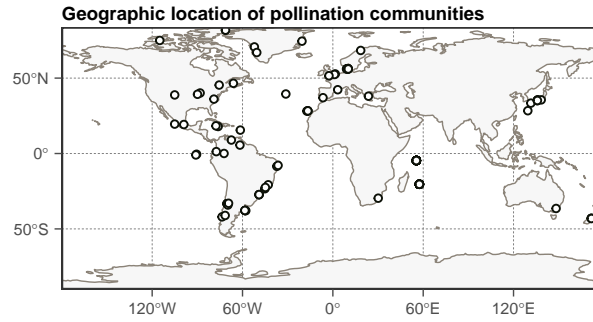 Geographic location of pollination communities
50°N
0°
50°S
120°W
60°W
0°
60°E
120°E